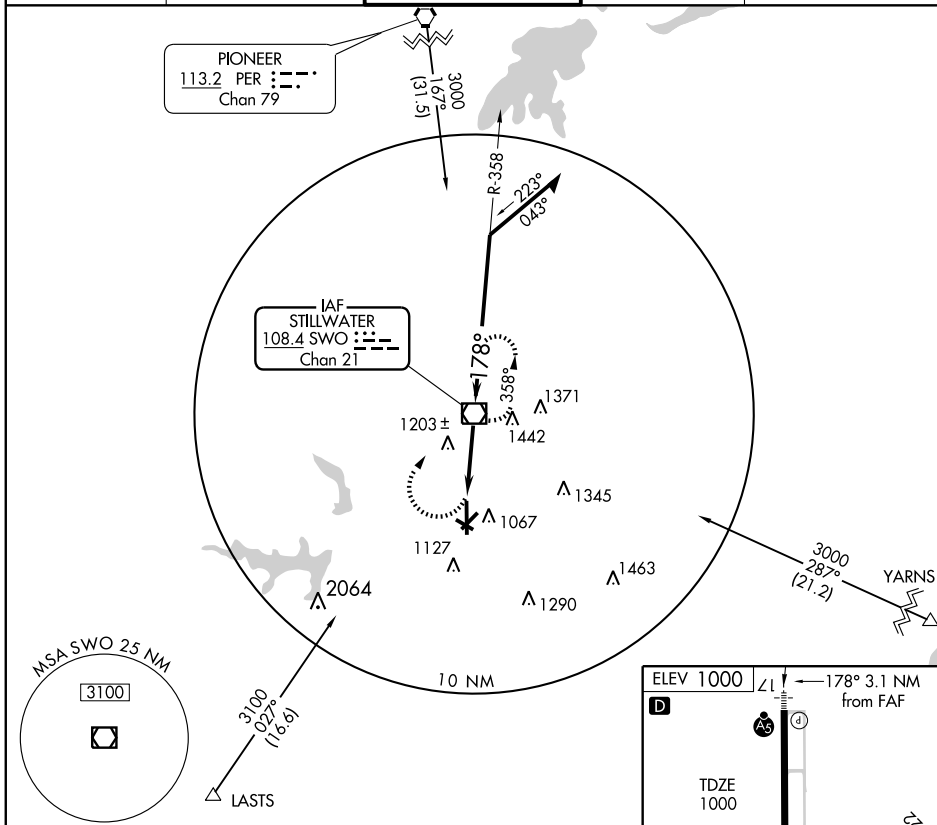 PIONEER
113.2 PER
Chan 79
3000
167°
(31.5)
R-358
223°
043°
IAF
STILLWATER
108.4 SWO
Chan 21
178°
358°
1371
1203 ±
1442
1345
1067
1127
1463
1290
2064
3000
287°
(21.2)
YARNS
MSA SWO 25 NM
3100
3100
027°
(16.6)
LASTS
10 NM
ELEV 1000
17
178° 3.1 NM
from FAF
D
A5
P
TDZE
1000
22